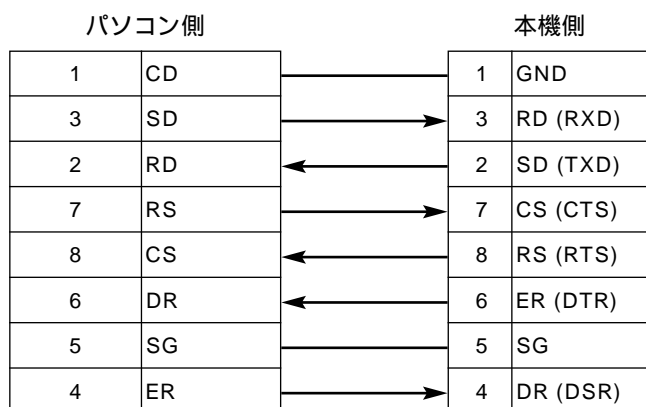 パソコン側 本機側
1 CD 1 GND
3 SD 3 RD (RXD)
2 RD 2 SD (TXD)
7 RS 7 CS (CTS)
8 CS 8 RS (RTS)
6 DR 6 ER (DTR)
5 SG 5 SG
4 ER 4 DR (DSR)